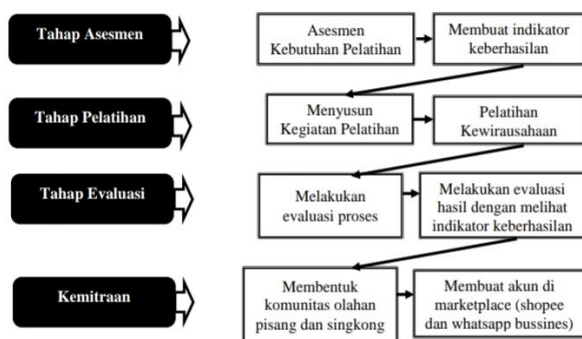 Tahap Asesmen
Asesmen
Kebutuhan Pelatihan
Membuat indikator
keberhasilan
Tahap Pelatihan
Menyusun
Kegiatan Pelatihan
Pelatihan
Kewirausahaan
Tahap Evaluasi
Melakukan
evaluasi proses
Melakukan evaluasi
hasil dengan melihat
indikator keberhasilan
Kemitraan
Membentuk
komunitas olahan
pisang dan singkong
Membuat akun di
marketplace (shopee
dan whatsapp bussines)